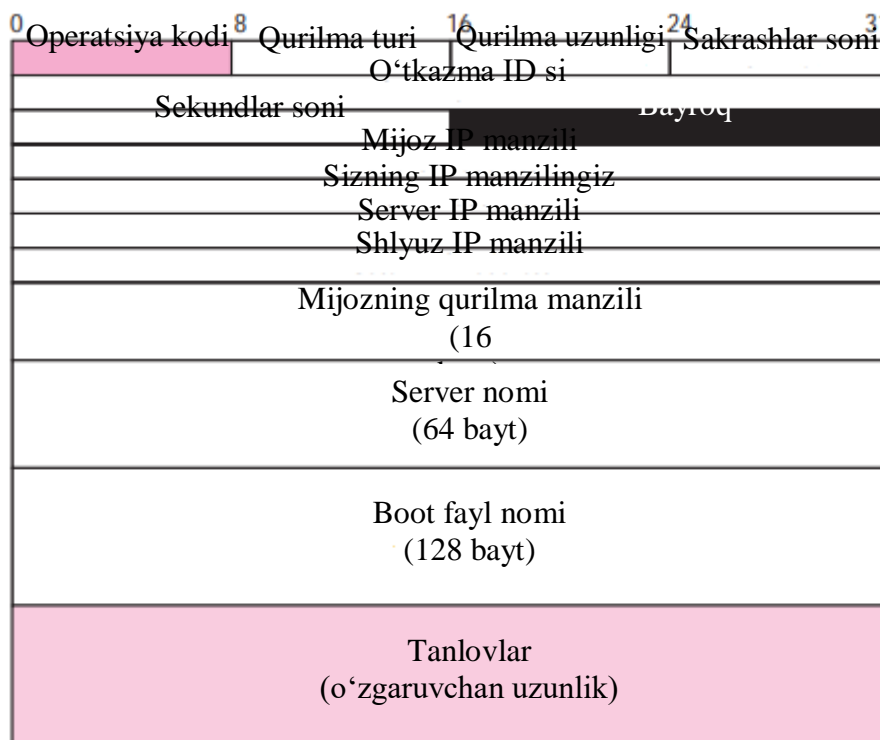 0 8 16 24 3
Operatsiya kodi Qurilma turi Qurilma uzunligi Sakrashlar soni
O‘tkazma ID si
Sekundlar soni Bayroq
Mijoz IP manzili
Sizning IP manzilingiz
Server IP manzili
Shlyuz IP manzili
Mijozning qurilma manzili
(16
Server nomi
(64 bayt)
Boot fayl nomi
(128 bayt)
Tanlovlar
(o‘zgaruvchan uzunlik)